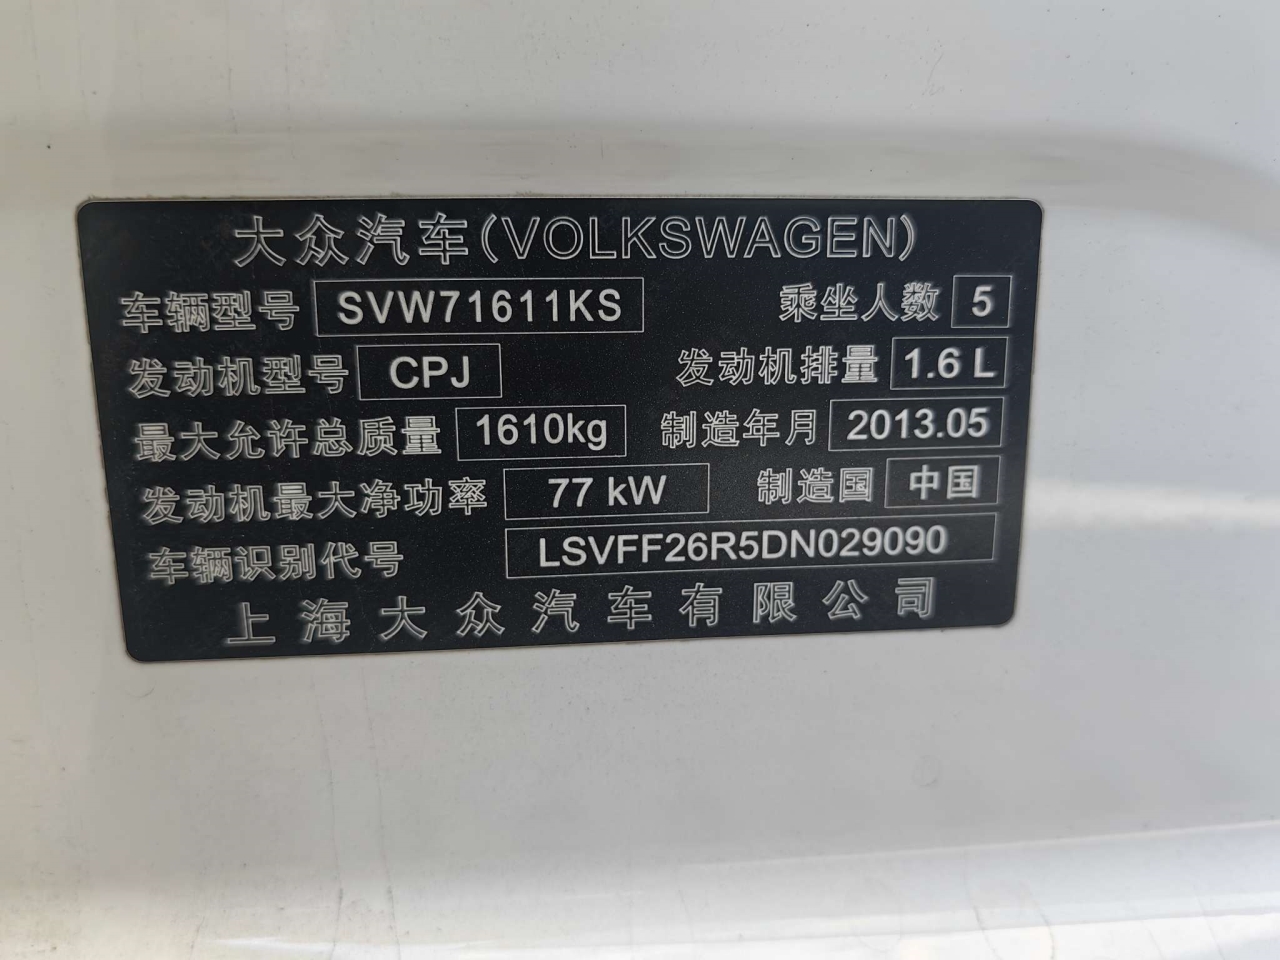 大众汽车(VOLKSWAGEN)
车辆型号 SVW71611KS 乘坐人数 5
发动机型号 CPJ 发动机排量 1.6 L
最大允许总质量 1610kg 制造年月 2013.05
发动机最大净功率 77 kW 制造国 中国
车辆识别代号 LSVFF26R5DN029090
上海大众汽车有限公司